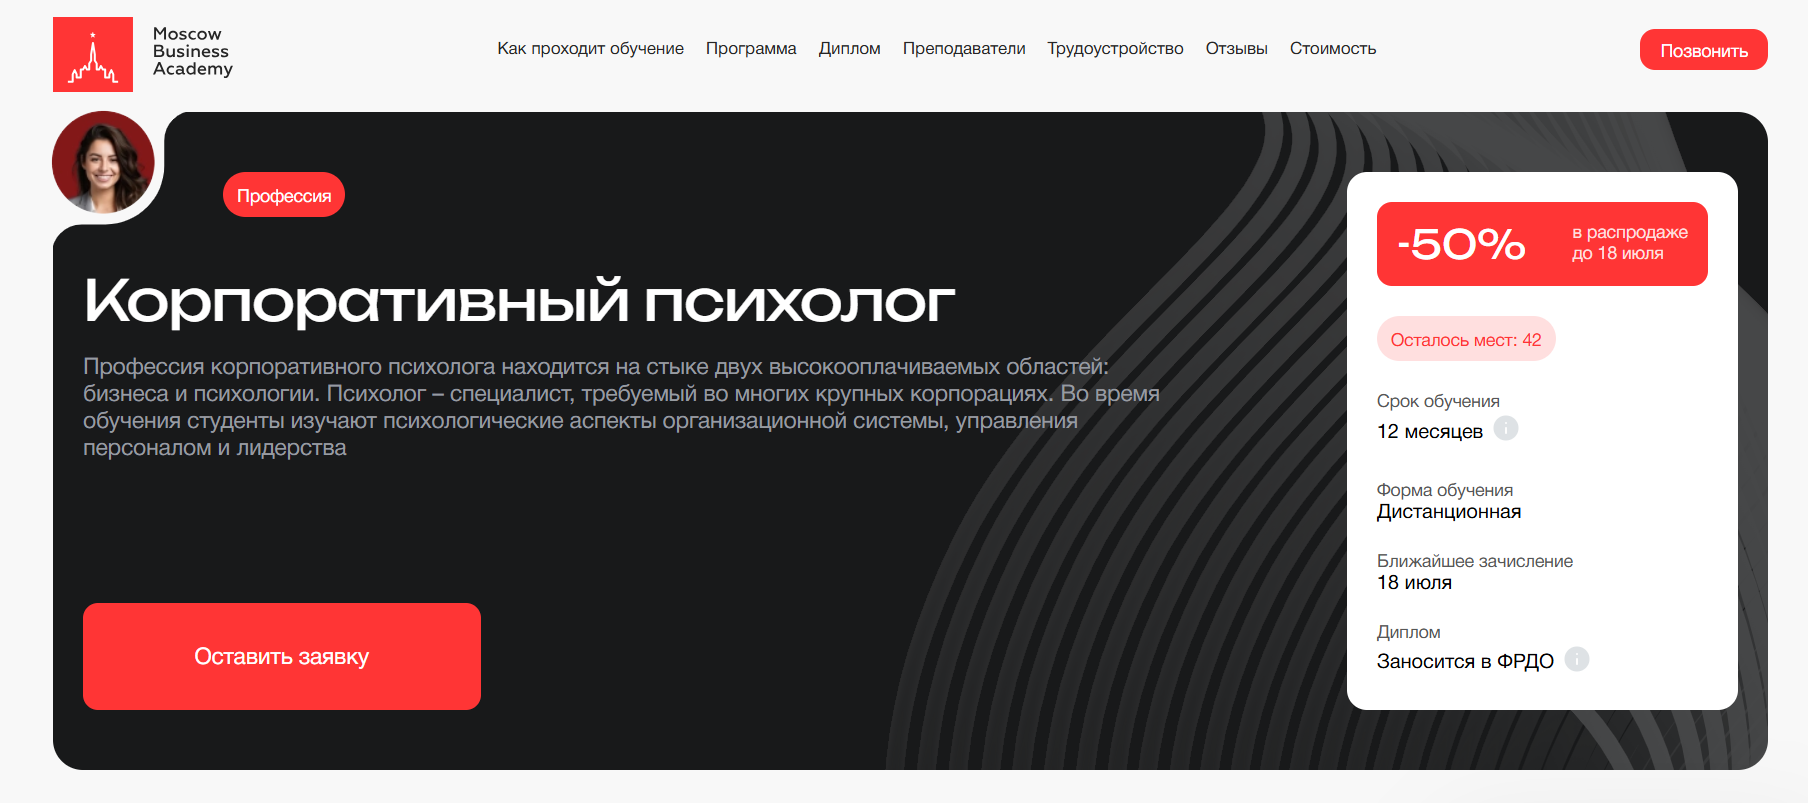 Moscow
Business
Academy
Как проходит обучение Программа Диплом Преподаватели Трудоустройство Отзывы Стоимость
Позвонить
Профессия
Корпоративный психолог
Профессия корпоративного психолога находится на стыке двух высокооплачиваемых областей:
бизнеса и психологии. Психолог – специалист, требуемый во многих крупных корпорациях. Во время
обучения студенты изучают психологические аспекты организационной системы, управления
персоналом и лидерства
Оставить заявку
-50%
в распродаже
до 18 июля
Осталось мест: 42
Срок обучения
12 месяцев
Форма обучения
Дистанционная
Ближайшее зачисление
18 июля
Диплом
Заносится в ФРДО